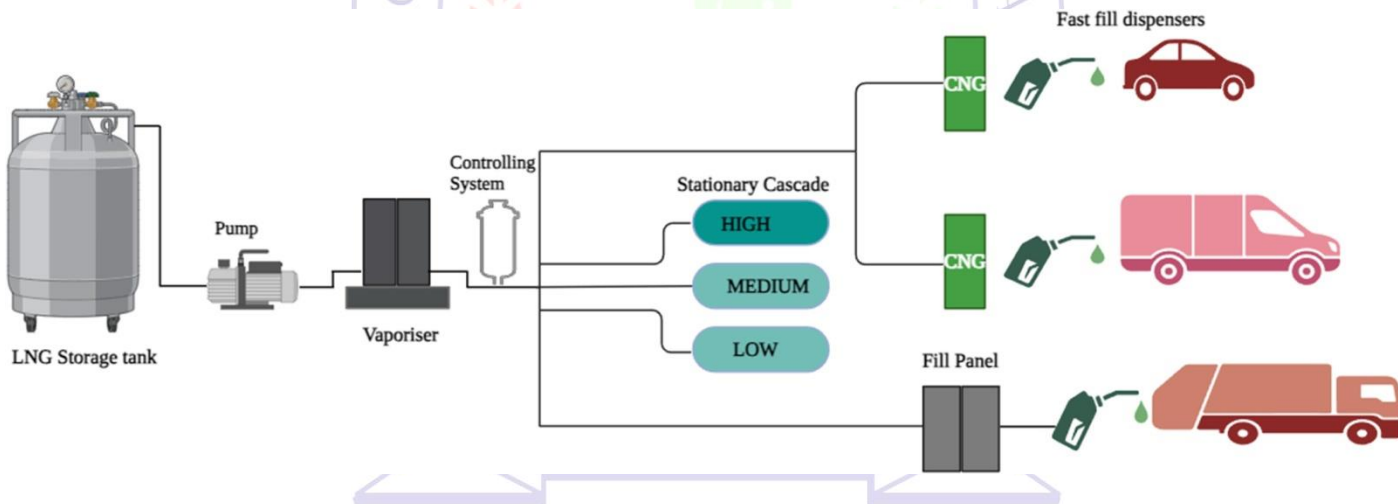 Fast fill dispensers
CNG
Controlling
System
Stationary Cascade
HIGH
Pump
CNG
MEDIUM
Vaporiser
LOW
LNG Storage tank
Fill Panel